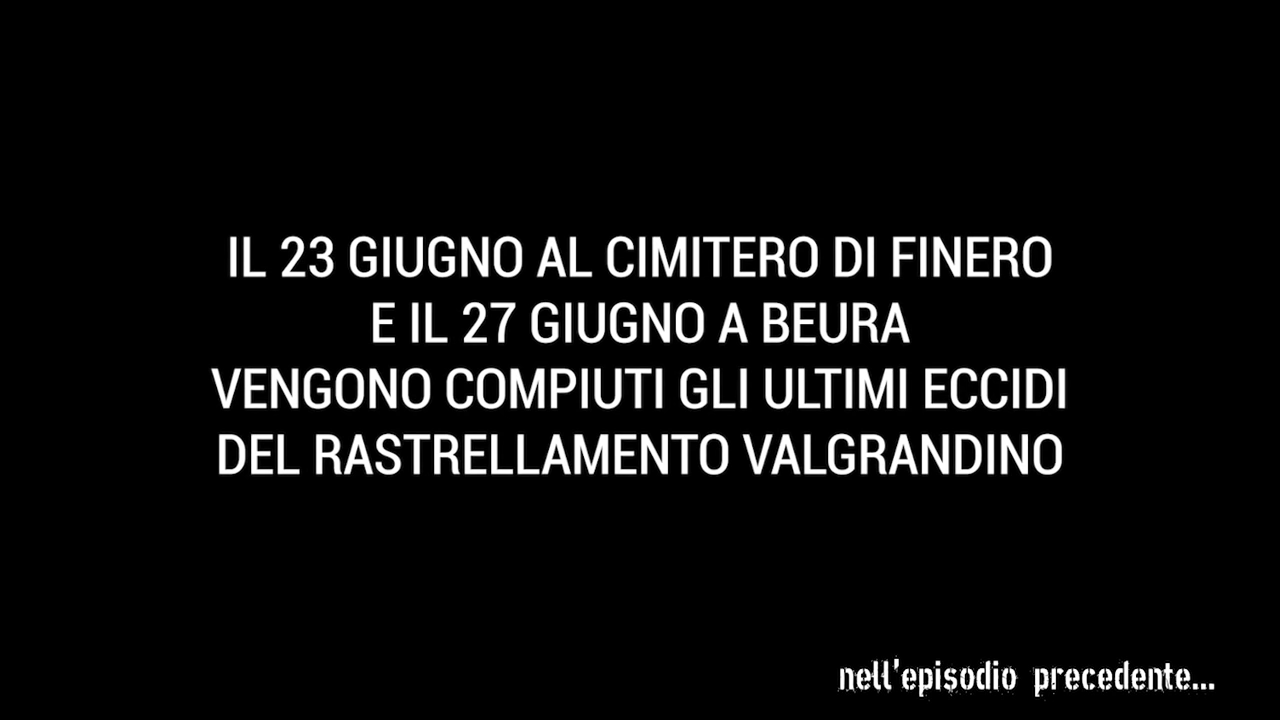 IL 23 GIUGNO AL CIMITERO DI FINERO
E IL 27 GIUGNO A BEURA
VENGONO COMPIUTI GLI ULTIMI ECCIDI
DEL RASTRELLAMENTO VALGRANDINO
nell'episodio precedente...